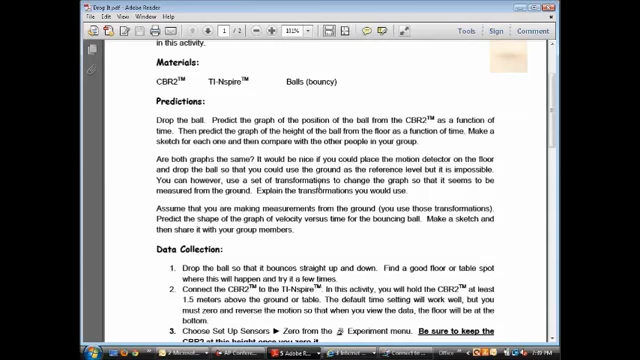 Drop It.pdf - Adobe Reader
File Edit View Window Help
1 / 2
101%
Tools Sign Comment
in this activity.
Materials:
CBR2™ TI-Nspire™ Balls (bouncy)
Predictions:
Drop the ball. Predict the graph of the position of the ball from the CBR2™ as a function of
time. Then predict the graph of the height of the ball from the floor as a function of time. Make a
sketch for each one and then compare with the other people in your group.
Are both graphs the same? It would be nice if you could place the motion detector on the floor
and drop the ball so that you could use the ground as the reference level but it is impossible.
You can however, use a set of transformations to change the graph so that it seems to be
measured from the ground. Explain the transformations you would use.
Assume that you are making measurements from the ground (you use those transformations).
Predict the shape of the graph of velocity versus time for the bouncing ball. Make a sketch and
then share it with your group members.
Data Collection:
1. Drop the ball so that it bounces straight up and down. Find a good floor or table spot
where this will happen and try it a few times.
2. Connect the CBR2™ to the TI-Nspire™. In this activity, you will hold the CBR2™ at least
1.5 meters above the ground or table. The default time setting will work well, but you
must zero and reverse the motion so that when you view the data, the floor will be at the
bottom.
3. Choose Set Up Sensors ► Zero from the Experiment menu. Be sure to keep the
CBR2™ at this height once you zero it.
2 Microsoft... AP Conferen... 5 Adobe R... 8 Internet ... Connect to ... Office